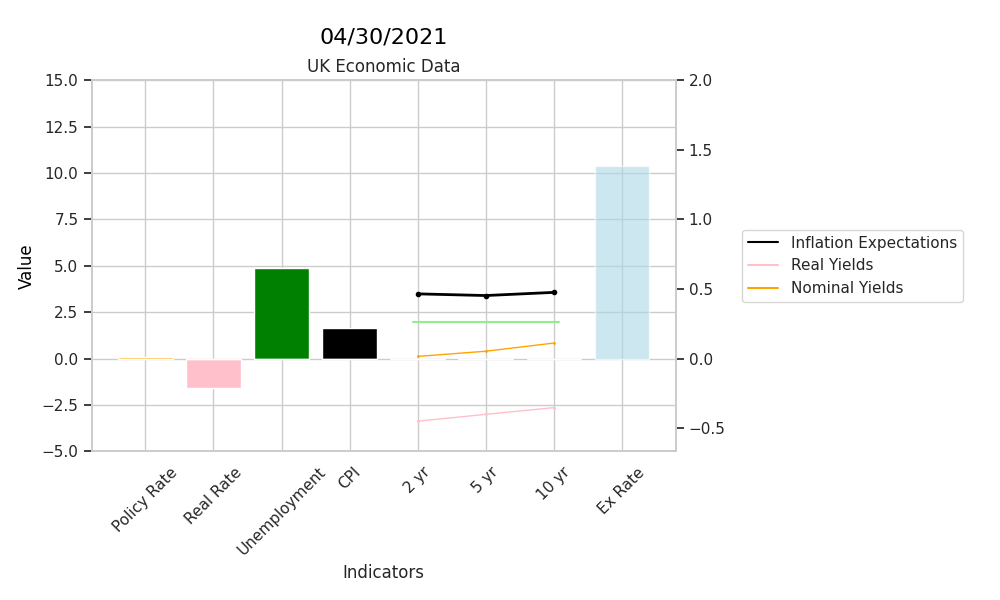 04/30/2021
UK Economic Data
15.0
12.5
10.0
7.5
5.0
2.5
0.0
−2.5
−5.0
Value
2.0
1.5
1.0
0.5
0.0
−0.5
Inflation Expectations
Real Yields
Nominal Yields
Policy Rate
Real Rate
Unemployment
CPI
2 yr
5 yr
10 yr
Ex Rate
Indicators